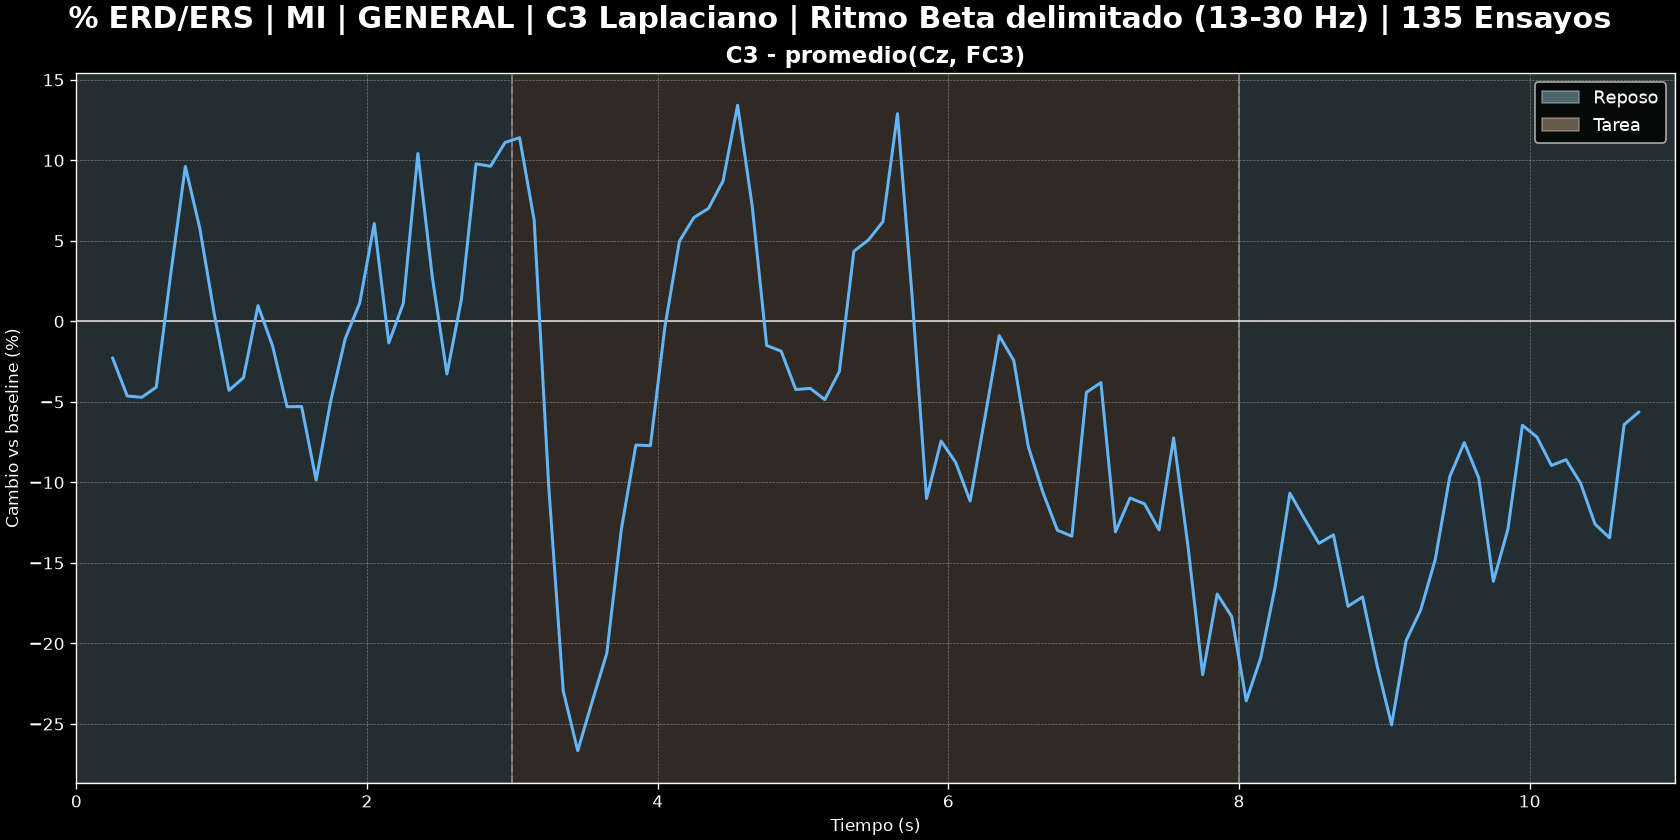 % ERD/ERS | MI | GENERAL | C3 Laplaciano | Ritmo Beta delimitado (13-30 Hz) | 135 Ensayos
C3 - promedio(Cz, FC3)
Reposo
Tarea
Cambio vs baseline (%)
15
10
5
0
−5
−10
−15
−20
−25
0
2
4
6
8
10
Tiempo (s)